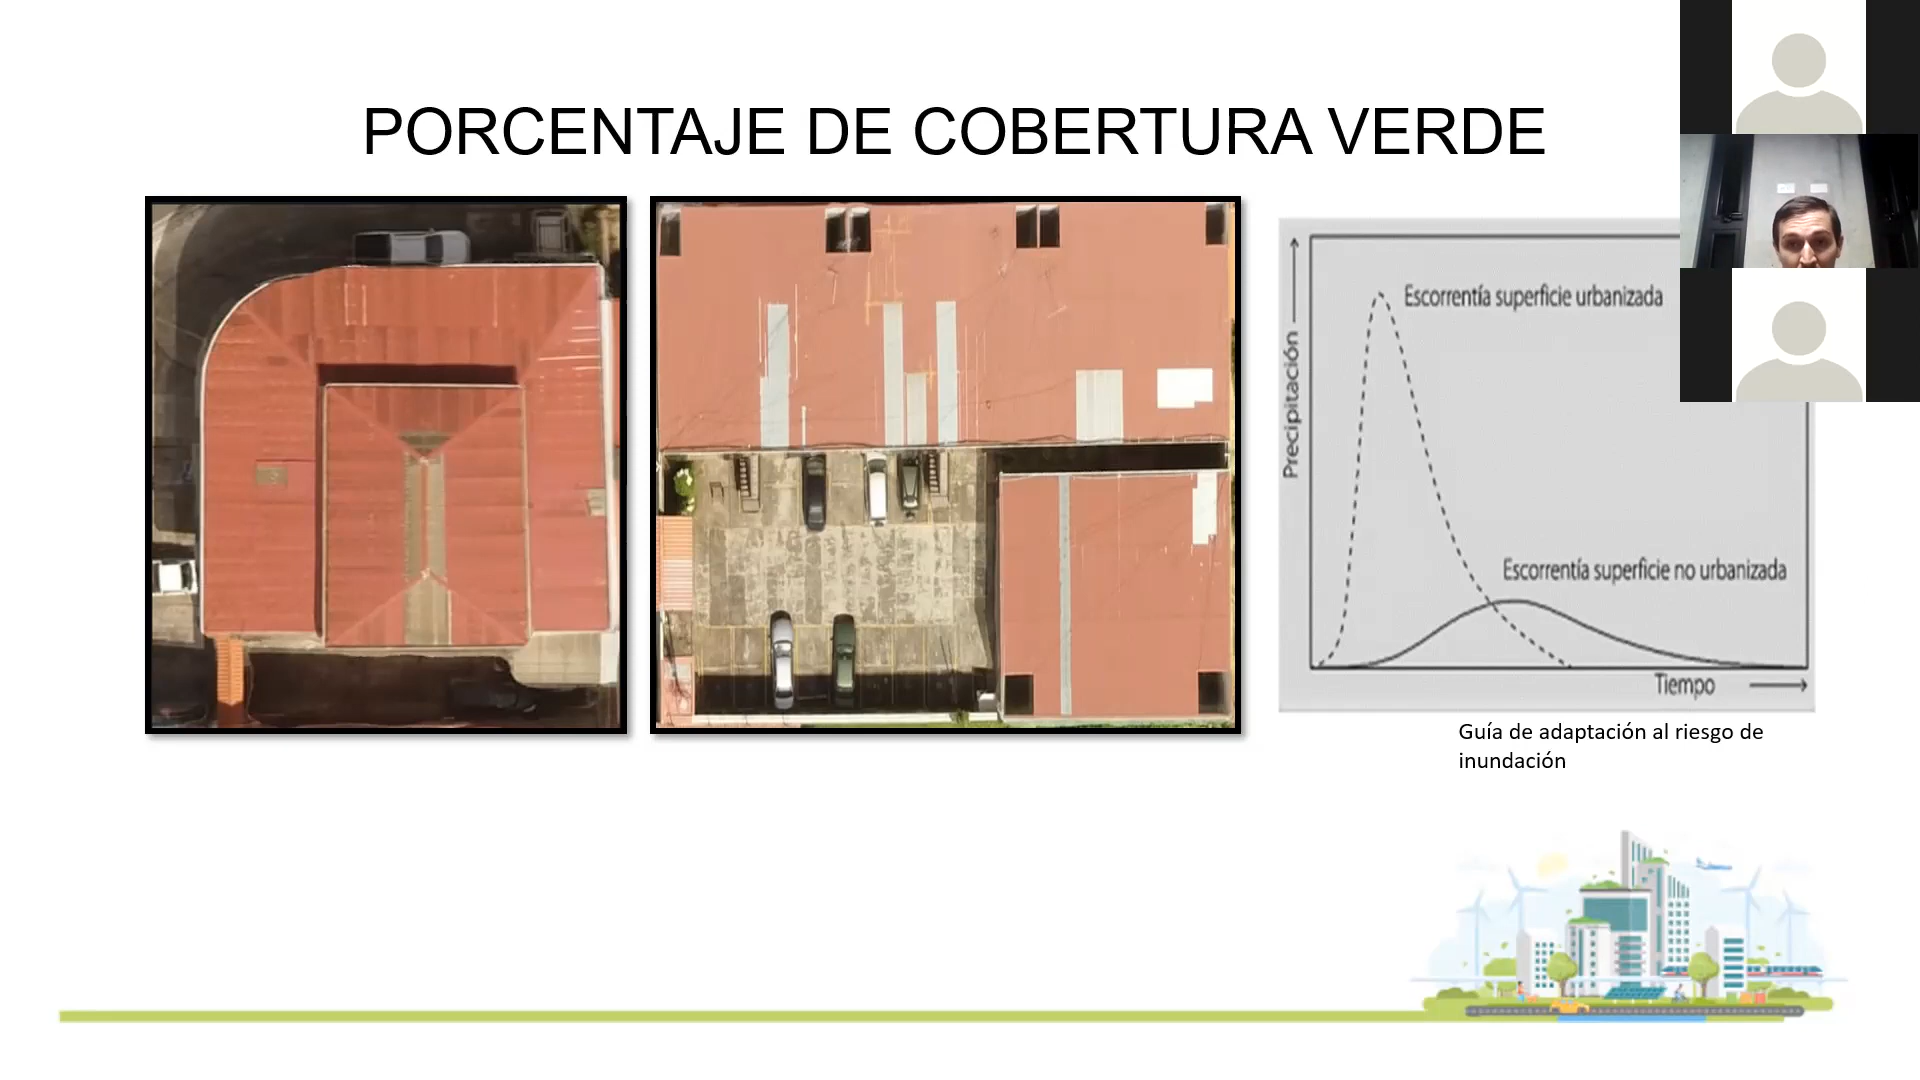 PORCENTAJE DE COBERTURA VERDE
Precipitación
Escorrentía superficie urbanizada
Escorrentía superficie no urbanizada
Tiempo
Guía de adaptación al riesgo de
inundación